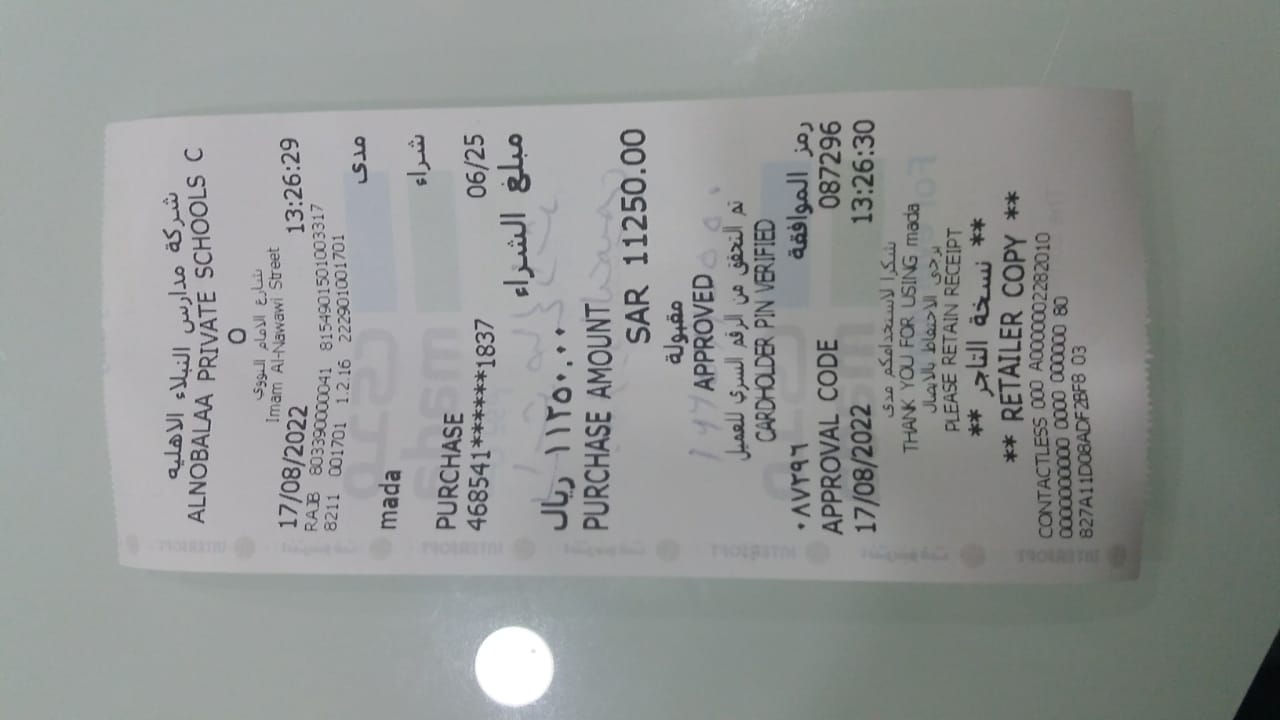 شركة مدارس النبلاء الاهليه
ALNOBALAA PRIVATE SCHOOLS C
O
شارع الامام النووي
Imam Al-Nawawi Street
17/08/2022 13:26:29
RAJB 803390000041 8154901501003317
8211 001701 1.2.16 222901001701
mada مدى
PURCHASE شراء
468541******1837 06/25
مبلغ الشراء
١١٢٥٠.٠٠ ريال
PURCHASE AMOUNT
SAR 11250.00
مقبولة
APPROVED
تم التحقق من الرقم السري للعميل
CARDHOLDER PIN VERIFIED
رمز الموافقة ٠٨٧٢٩٦
APPROVAL CODE 087296
17/08/2022 13:26:30
شكرا لاستخدامكم مدى
THANK YOU FOR USING mada
يرجى الاحتفاظ بالايصال
PLEASE RETAIN RECEIPT
** نسخة التاجر **
** RETAILER COPY **
CONTACTLESS 000 A0000002282010
0000000000 0000 000000 80
827A11D08ADF2BF8 03